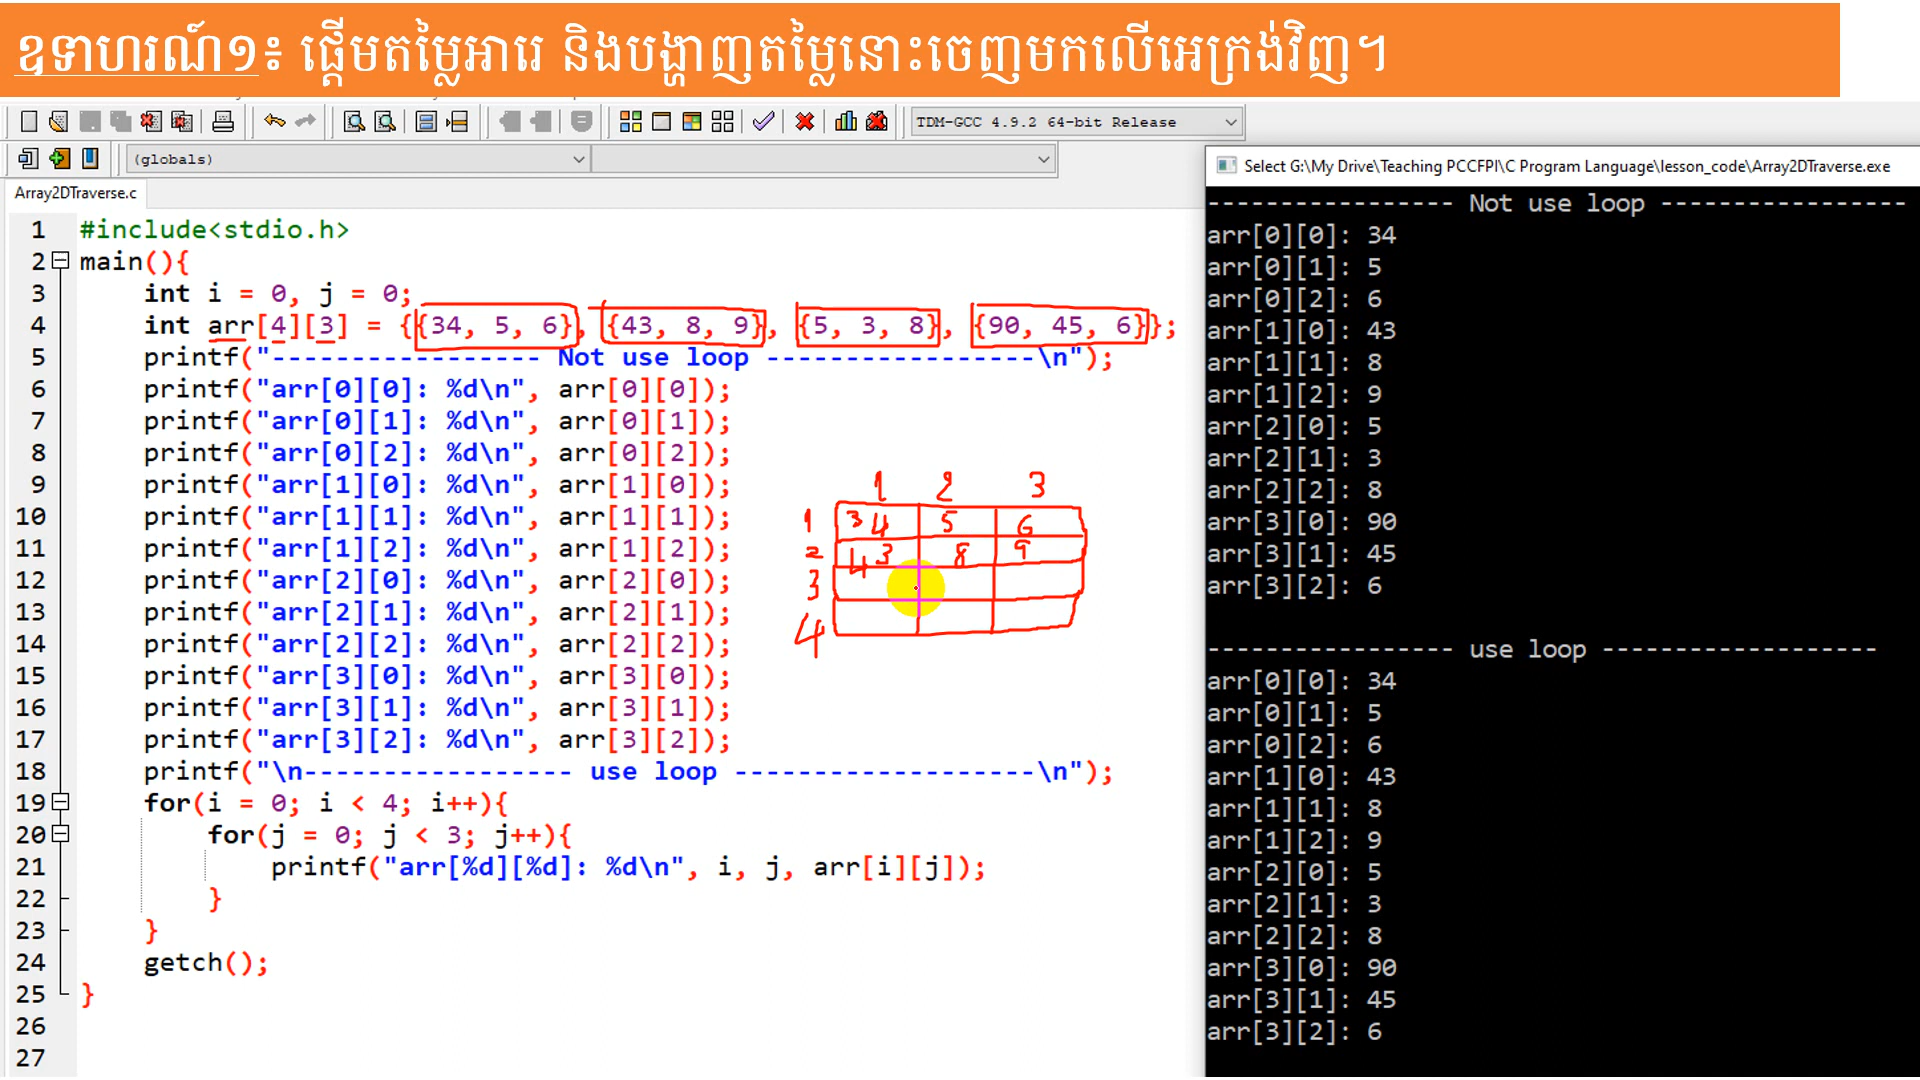 ឧទាហរណ៍១៖ ផ្ដើមតម្លៃអារេ និងបង្ហាញតម្លៃនោះចេញមកលើអេក្រង់វិញ។
TDM-GCC 4.9.2 64-bit Release
(globals)
Array2DTraverse.c
1 #include<stdio.h>
2 main(){
3 int i = 0, j = 0;
4 int arr[4][3] = {{34, 5, 6}, {43, 8, 9}, {5, 3, 8}, {90, 45, 6}};
5 printf("----------------- Not use loop -----------------\n");
6 printf("arr[0][0]: %d\n", arr[0][0]);
7 printf("arr[0][1]: %d\n", arr[0][1]);
8 printf("arr[0][2]: %d\n", arr[0][2]);
9 printf("arr[1][0]: %d\n", arr[1][0]);
10 printf("arr[1][1]: %d\n", arr[1][1]);
11 printf("arr[1][2]: %d\n", arr[1][2]);
12 printf("arr[2][0]: %d\n", arr[2][0]);
13 printf("arr[2][1]: %d\n", arr[2][1]);
14 printf("arr[2][2]: %d\n", arr[2][2]);
15 printf("arr[3][0]: %d\n", arr[3][0]);
16 printf("arr[3][1]: %d\n", arr[3][1]);
17 printf("arr[3][2]: %d\n", arr[3][2]);
18 printf("\n----------------- use loop -------------------\n");
19 for(i = 0; i < 4; i++){
20 for(j = 0; j < 3; j++){
21 printf("arr[%d][%d]: %d\n", i, j, arr[i][j]);
22 }
23 }
24 getch();
25 }
26
27
1 2 3
1 34 5 6
2 43 8 9
3
4
Select G:\My Drive\Teaching PCCFPI\C Program Language\lesson_code\Array2DTraverse.exe
----------------- Not use loop -----------------
arr[0][0]: 34
arr[0][1]: 5
arr[0][2]: 6
arr[1][0]: 43
arr[1][1]: 8
arr[1][2]: 9
arr[2][0]: 5
arr[2][1]: 3
arr[2][2]: 8
arr[3][0]: 90
arr[3][1]: 45
arr[3][2]: 6
----------------- use loop -------------------
arr[0][0]: 34
arr[0][1]: 5
arr[0][2]: 6
arr[1][0]: 43
arr[1][1]: 8
arr[1][2]: 9
arr[2][0]: 5
arr[2][1]: 3
arr[2][2]: 8
arr[3][0]: 90
arr[3][1]: 45
arr[3][2]: 6